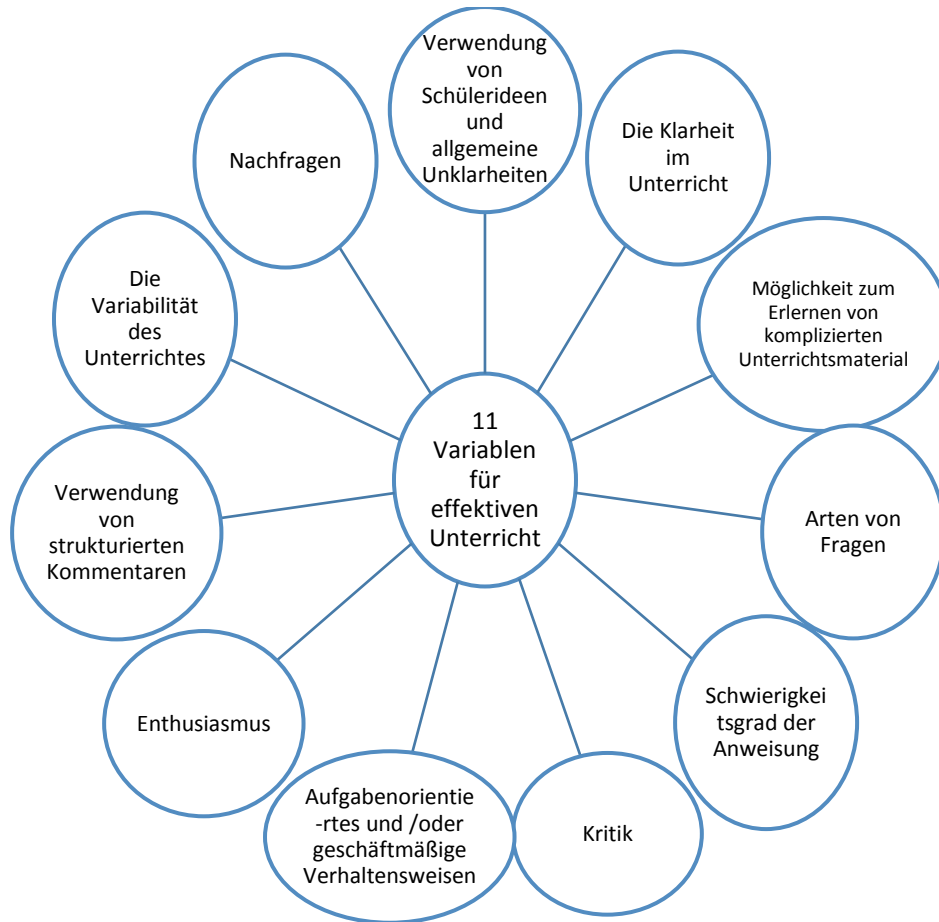 Verwendung
von
Schülerideen
und
allgemeine
Unklarheiten
Die Klarheit
im
Unterricht
Möglichkeit zum
Erlernen von
komplizierten
Unterrichtsmaterial
Arten von
Fragen
Schwierigkei
tsgrad der
Anweisung
Kritik
Aufgabenorientie
-rtes und /oder
geschäftmäßige
Verhaltensweisen
Enthusiasmus
Verwendung
von
strukturierten
Kommentaren
Die
Variabilität
des
Unterrichtes
Nachfragen
11
Variablen
für
effektiven
Unterricht